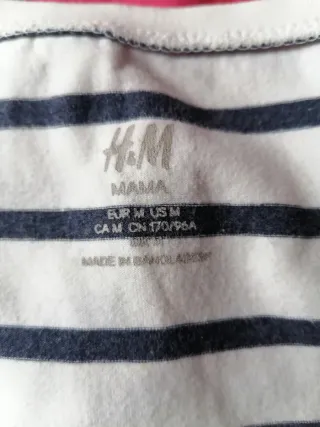 H&M
MAMA
EUR M US M
CA M CN 170/96A
MADE IN BANGLADESH